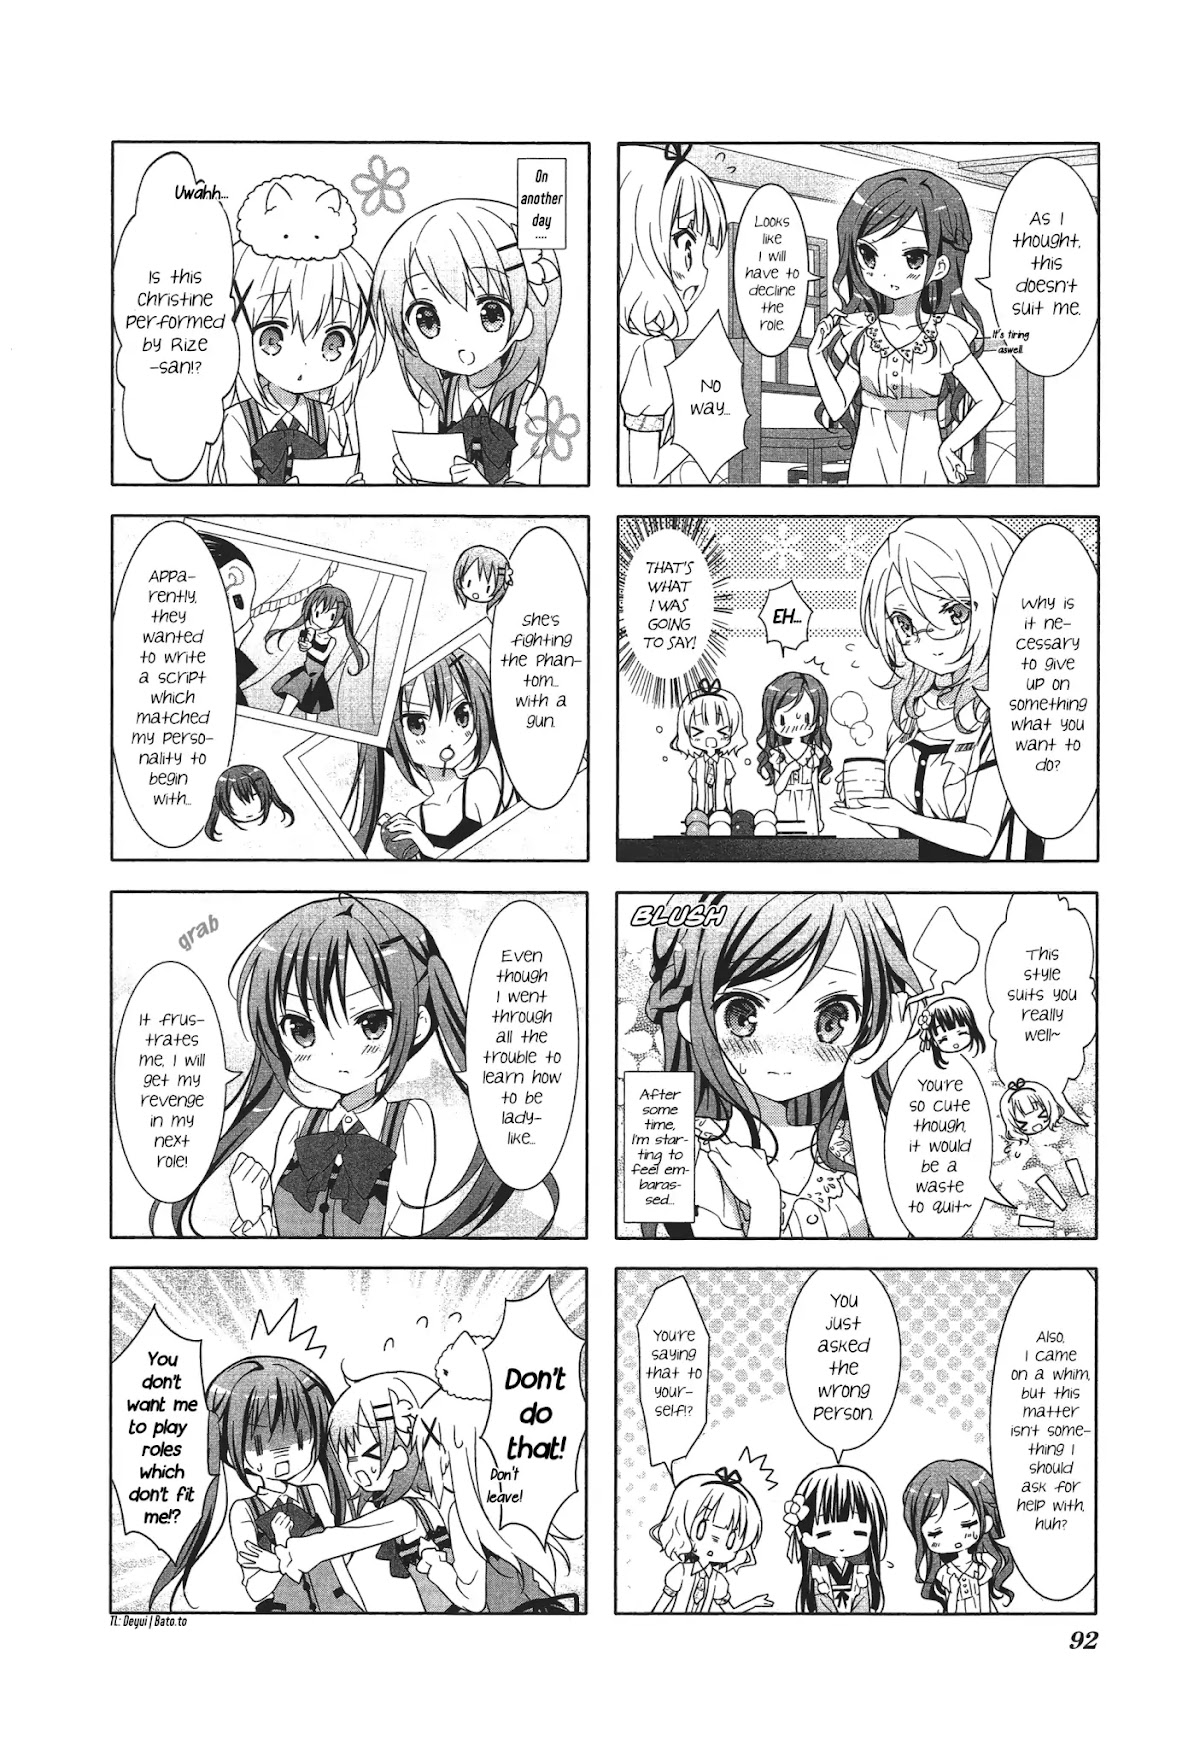 As I
thought,
this
doesn't
suit me.
It's tiring
aswell.
Looks
like
I will
have to
decline
the
role.
No
way...
Why is
it ne-
cessary
to give
up on
something
what you
want to
do?
EH...
THAT'S
WHAT
I WAS
GOING
TO SAY!
This
style
suits you
really
well~
You're
so cute
though,
it would
be a
waste
to quit~
BLUSH
After
some
time,
I'm star-
ting to
feel em-
baras-
sed...
Also,
I came
on a whim,
but this
matter
isn't some-
thing I
should
ask for
help with,
huh?
You
just
asked
the
wrong
person.
You're
saying
that to
your-
self!?
On
another
day
....
Uwahh...
Is this
Christine
per-formed
by Rize
-san!?
She's
fighting
the Phan-
tom...
with a
gun.
Appa-
rently,
they
wanted
to write
a script
which
matched
my perso-
nality to
begin
with...
Even
though
I went
through
all the
trouble to
learn how
to be
lady-
like...
grab
It frus-
trates
me, I will
get my
revenge
in my
next
role!
Don't
do
that!
Don't
leave!
You
don't
want me
to play
roles
which
don't fit
me!?
TL: Deyui | Bato.to
92